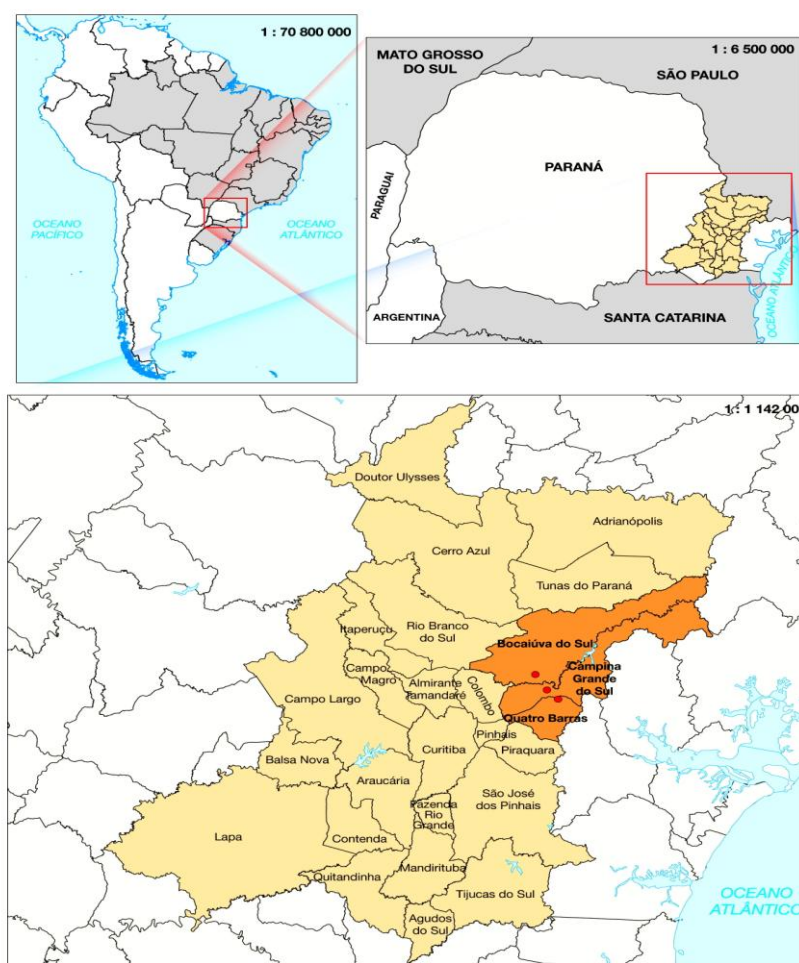 1 : 70 800 000
OCEANO
PACÍFICO
OCEANO
ATLÂNTICO
1 : 6 500 000
MATO GROSSO
DO SUL
SÃO PAULO
PARANÁ
PARAGUAI
ARGENTINA
SANTA CATARINA
OCEANO ATLÂNTICO
1 : 1 142 00
Doutor Ulysses
Adrianópolis
Cerro Azul
Tunas do Paraná
Rio Branco
do Sul
Itaperuçu
Bocaiúva do Sul
Campina
Grande
do Sul
Campo
Magro
Almirante
Tamandaré
Colombo
Campo Largo
Quatro Barras
Pinhais
Piraquara
Curitiba
Balsa Nova
Araucária
São José
dos Pinhais
Fazenda
Rio
Grande
Lapa
Contenda
Mandirituba
Quitandinha
Tijucas do Sul
Agudos
do Sul
OCEANO
ATLÂNTICO